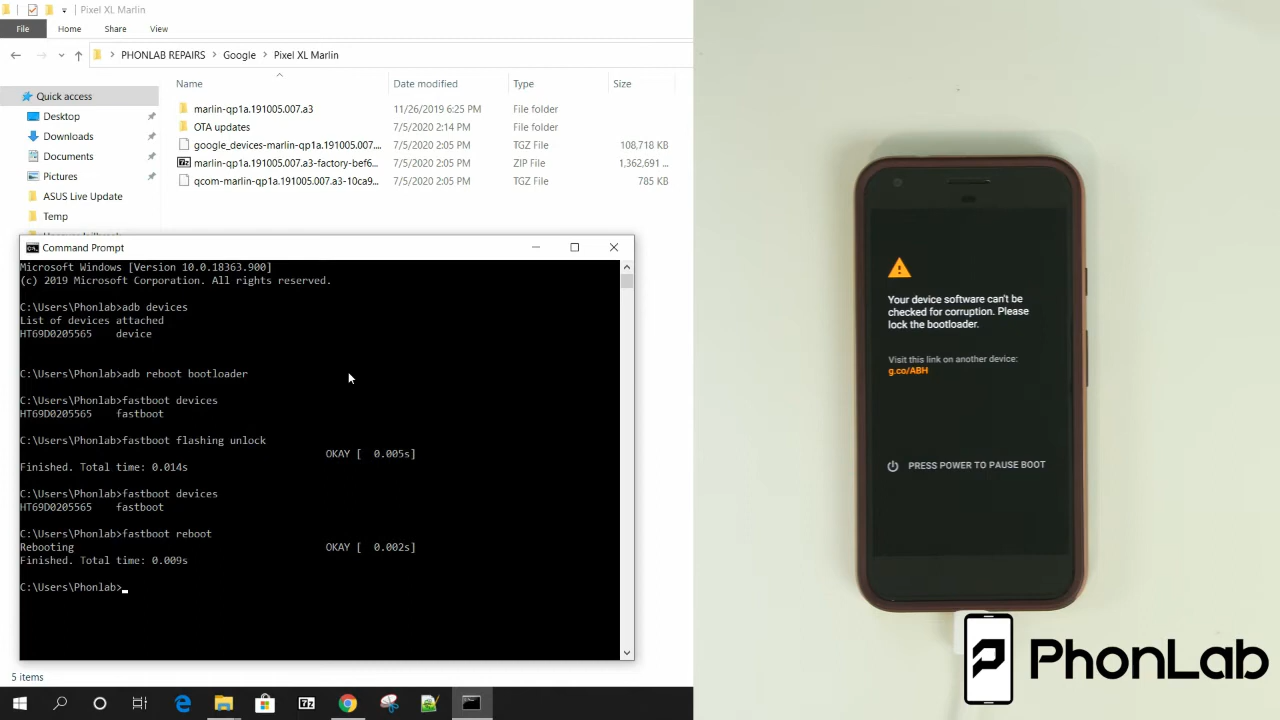 Pixel XL Marlin
File Home Share View
PHONLAB REPAIRS Google Pixel XL Marlin
Name Date modified Type Size
Quick access
Desktop
Downloads
Documents
Pictures
ASUS Live Update
Temp
marlin-qp1a.191005.007.a3 11/26/2019 6:25 PM File folder
OTA updates 7/5/2020 2:14 PM File folder
google_devices-marlin-qp1a.191005.007.... 7/5/2020 2:05 PM TGZ File 108,718 KB
marlin-qp1a.191005.007.a3-factory-bef6... 7/5/2020 2:05 PM ZIP File 1,362,691 ...
qcom-marlin-qp1a.191005.007.a3-10ca9... 7/5/2020 2:05 PM TGZ File 785 KB
Command Prompt
Microsoft Windows [Version 10.0.18363.900]
(c) 2019 Microsoft Corporation. All rights reserved.
C:\Users\Phonlab>adb devices
List of devices attached
HT69D0205565 device
C:\Users\Phonlab>adb reboot bootloader
C:\Users\Phonlab>fastboot devices
HT69D0205565 fastboot
C:\Users\Phonlab>fastboot flashing unlock
OKAY [ 0.005s]
Finished. Total time: 0.014s
C:\Users\Phonlab>fastboot devices
HT69D0205565 fastboot
C:\Users\Phonlab>fastboot reboot
Rebooting OKAY [ 0.002s]
Finished. Total time: 0.009s
C:\Users\Phonlab>
5 items
7z
Your device software can't be
checked for corruption. Please
lock the bootloader.
Visit this link on another device:
g.co/ABH
PRESS POWER TO PAUSE BOOT
PhonLab